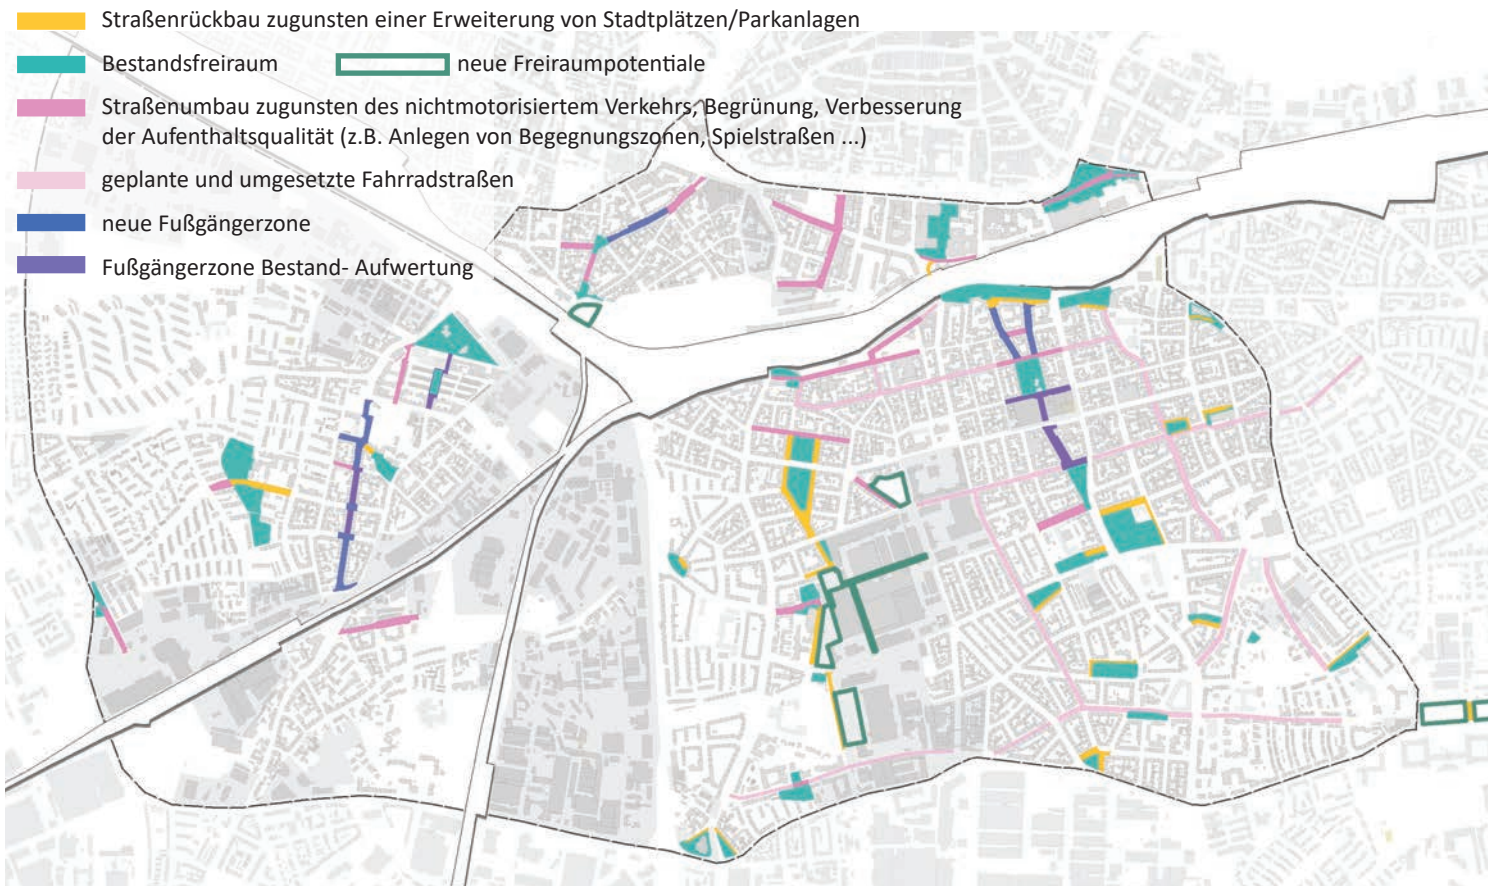 Straßenrückbau zugunsten einer Erweiterung von Stadtplätzen/Parkanlagen
Bestandsfreiraum
neue Freiraumpotentiale
Straßenumbau zugunsten des nichtmotorisiertem Verkehrs, Begrünung, Verbesserung
der Aufenthaltsqualität (z.B. Anlegen von Begegnungszonen, Spielstraßen ...)
geplante und umgesetzte Fahrradstraßen
neue Fußgängerzone
Fußgängerzone Bestand- Aufwertung